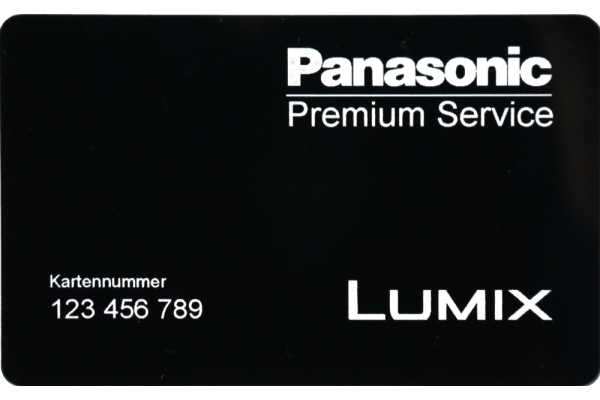 Panasonic
Premium Service
Kartennummer
123 456 789
LUMIX